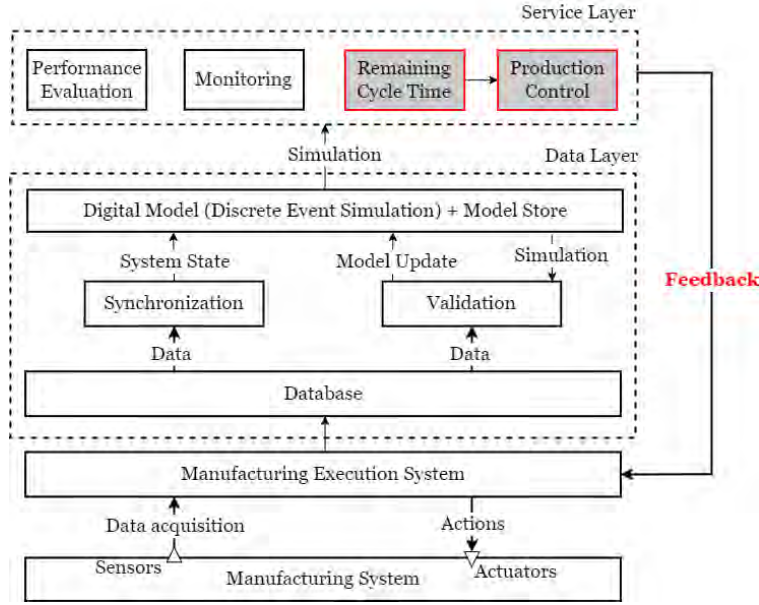 Service Layer
Performance
Evaluation
Monitoring
Remaining
Cycle Time
Production
Control
Simulation
Data Layer
Digital Model (Discrete Event Simulation) + Model Store
System State
Model Update
Simulation
Feedback
Synchronization
Validation
Data
Data
Database
Manufacturing Execution System
Data acquisition
Actions
Sensors
Manufacturing System
Actuators